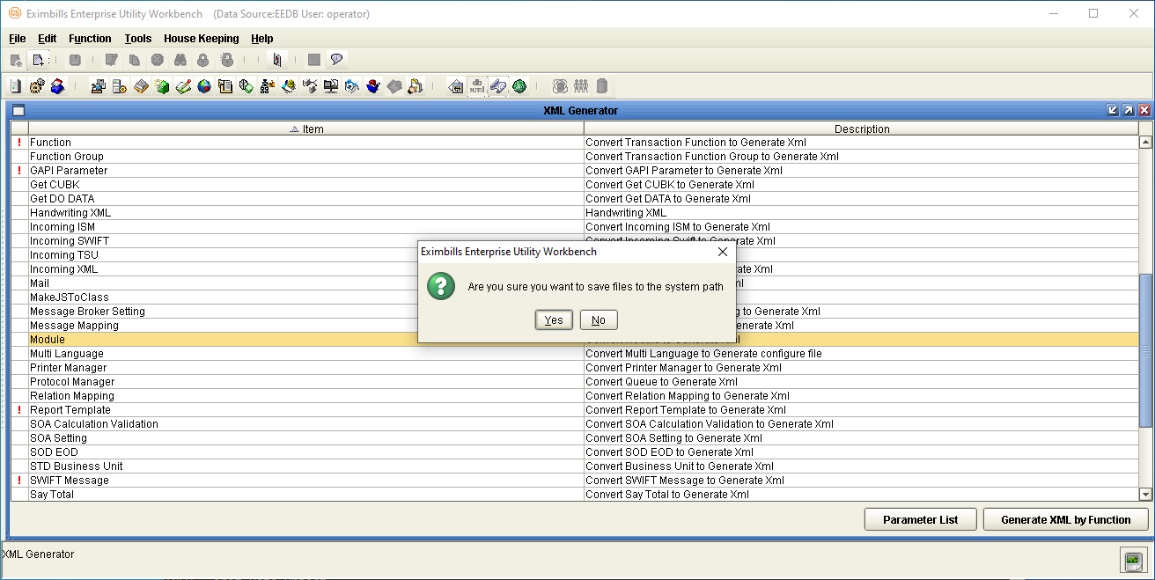 Eximbills Enterprise Utility Workbench (Data Source:EEDB User: operator)
File Edit Function Tools House Keeping Help
XML Generator
Item Description
! Function Convert Transaction Function to Generate Xml
Function Group Convert Transaction Function Group to Generate Xml
! GAPI Parameter Convert GAPI Parameter to Generate Xml
Get CUBK Convert Get CUBK to Generate Xml
Get DO DATA Convert Get DATA to Generate Xml
Handwriting XML Handwriting XML
Incoming ISM Convert Incoming ISM to Generate Xml
Incoming SWIFT Convert Incoming Swift to Generate Xml
Incoming TSU
Incoming XML ate Xml
Mail ml
MakeJSToClass
Message Broker Setting g to Generate Xml
Message Mapping enerate Xml
Module Convert Module to Generate Xml
Eximbills Enterprise Utility Workbench
Are you sure you want to save files to the system path
Yes No
Multi Language Convert Multi Language to Generate configure file
Printer Manager Convert Printer Manager to Generate Xml
Protocol Manager Convert Queue to Generate Xml
Relation Mapping Convert Relation Mapping to Generate Xml
! Report Template Convert Report Template to Generate Xml
SOA Calculation Validation Convert SOA Calculation Validation to Generate Xml
SOA Setting Convert SOA Setting to Generate Xml
SOD EOD Convert SOD EOD to Generate Xml
STD Business Unit Convert Business Unit to Generate Xml
! SWIFT Message Convert SWIFT Message to Generate Xml
Say Total Convert Say Total to Generate Xml
Parameter List Generate XML by Function
XML Generator